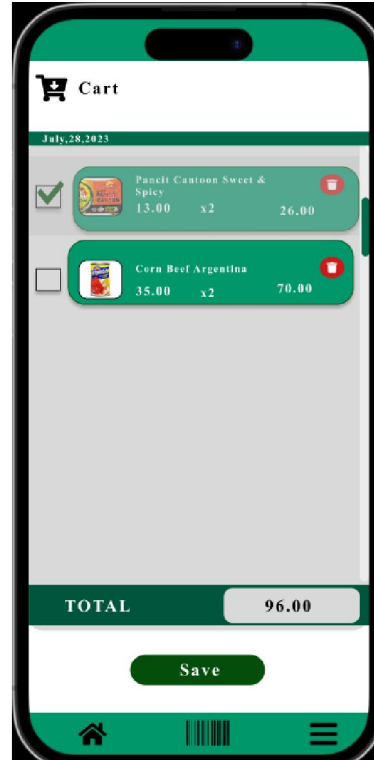 Cart
July,28,2023
Pancit Cantoon Sweet &
Spicy
13.00 x2 26.00
Corn Beef Argentina
35.00 x2 70.00
TOTAL 96.00
Save